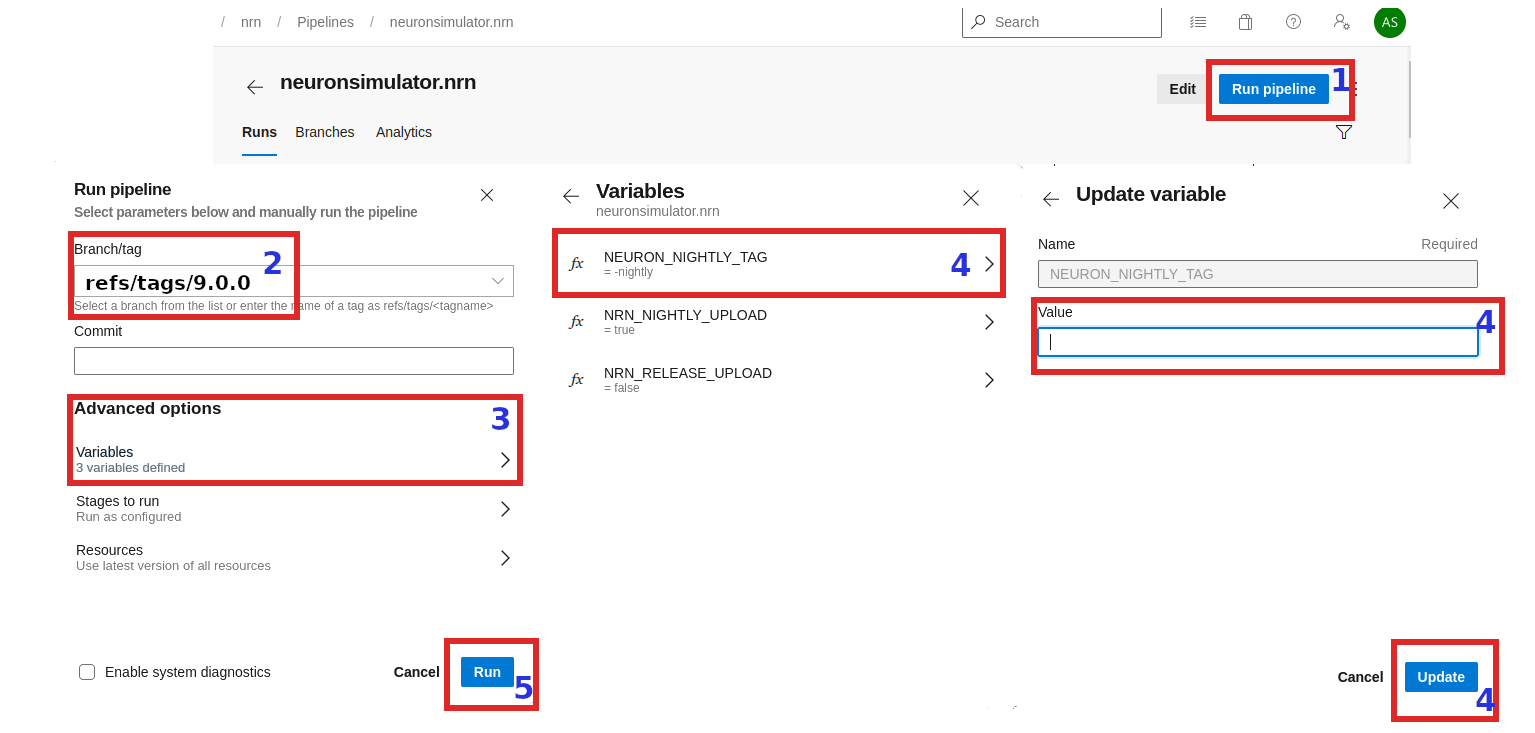 / nrn / Pipelines / neuronsimulator.nrn
Search
AS
neuronsimulator.nrn
Edit
Run pipeline
1
Runs
Branches
Analytics
Run pipeline
Select parameters below and manually run the pipeline
Branch/tag
2
refs/tags/9.0.0
Select a branch from the list or enter the name of a tag as refs/tags/<tagname>
Commit
Advanced options
3
Variables
3 variables defined
Stages to run
Run as configured
Resources
Use latest version of all resources
Enable system diagnostics
Cancel
Run
5
Variables
neuronsimulator.nrn
fx NEURON_NIGHTLY_TAG
= -nightly
4
fx NRN_NIGHTLY_UPLOAD
= true
fx NRN_RELEASE_UPLOAD
= false
Update variable
Name
Required
NEURON_NIGHTLY_TAG
Value
4
Cancel
Update
4